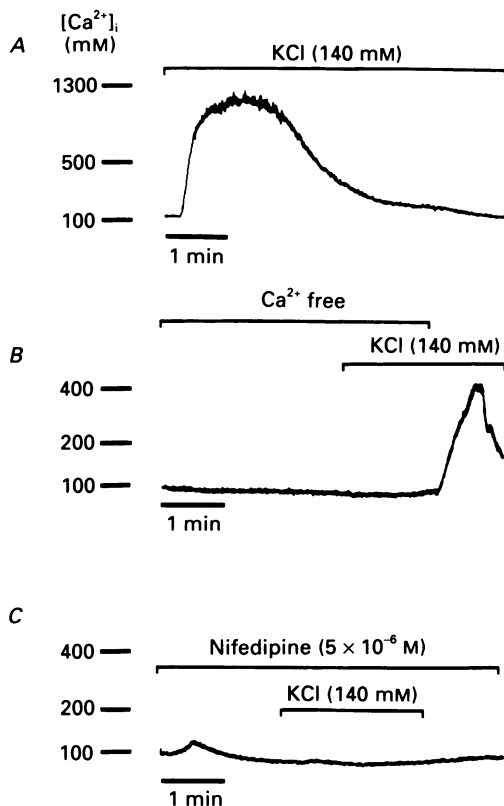 A
[Ca²⁺]ᵢ
(mM)
KCl (140 mM)
1300
500
100
1 min
B
Ca²⁺ free
KCl (140 mM)
400
200
100
1 min
C
Nifedipine (5 × 10⁻⁶ M)
400
KCl (140 mM)
200
100
1 min